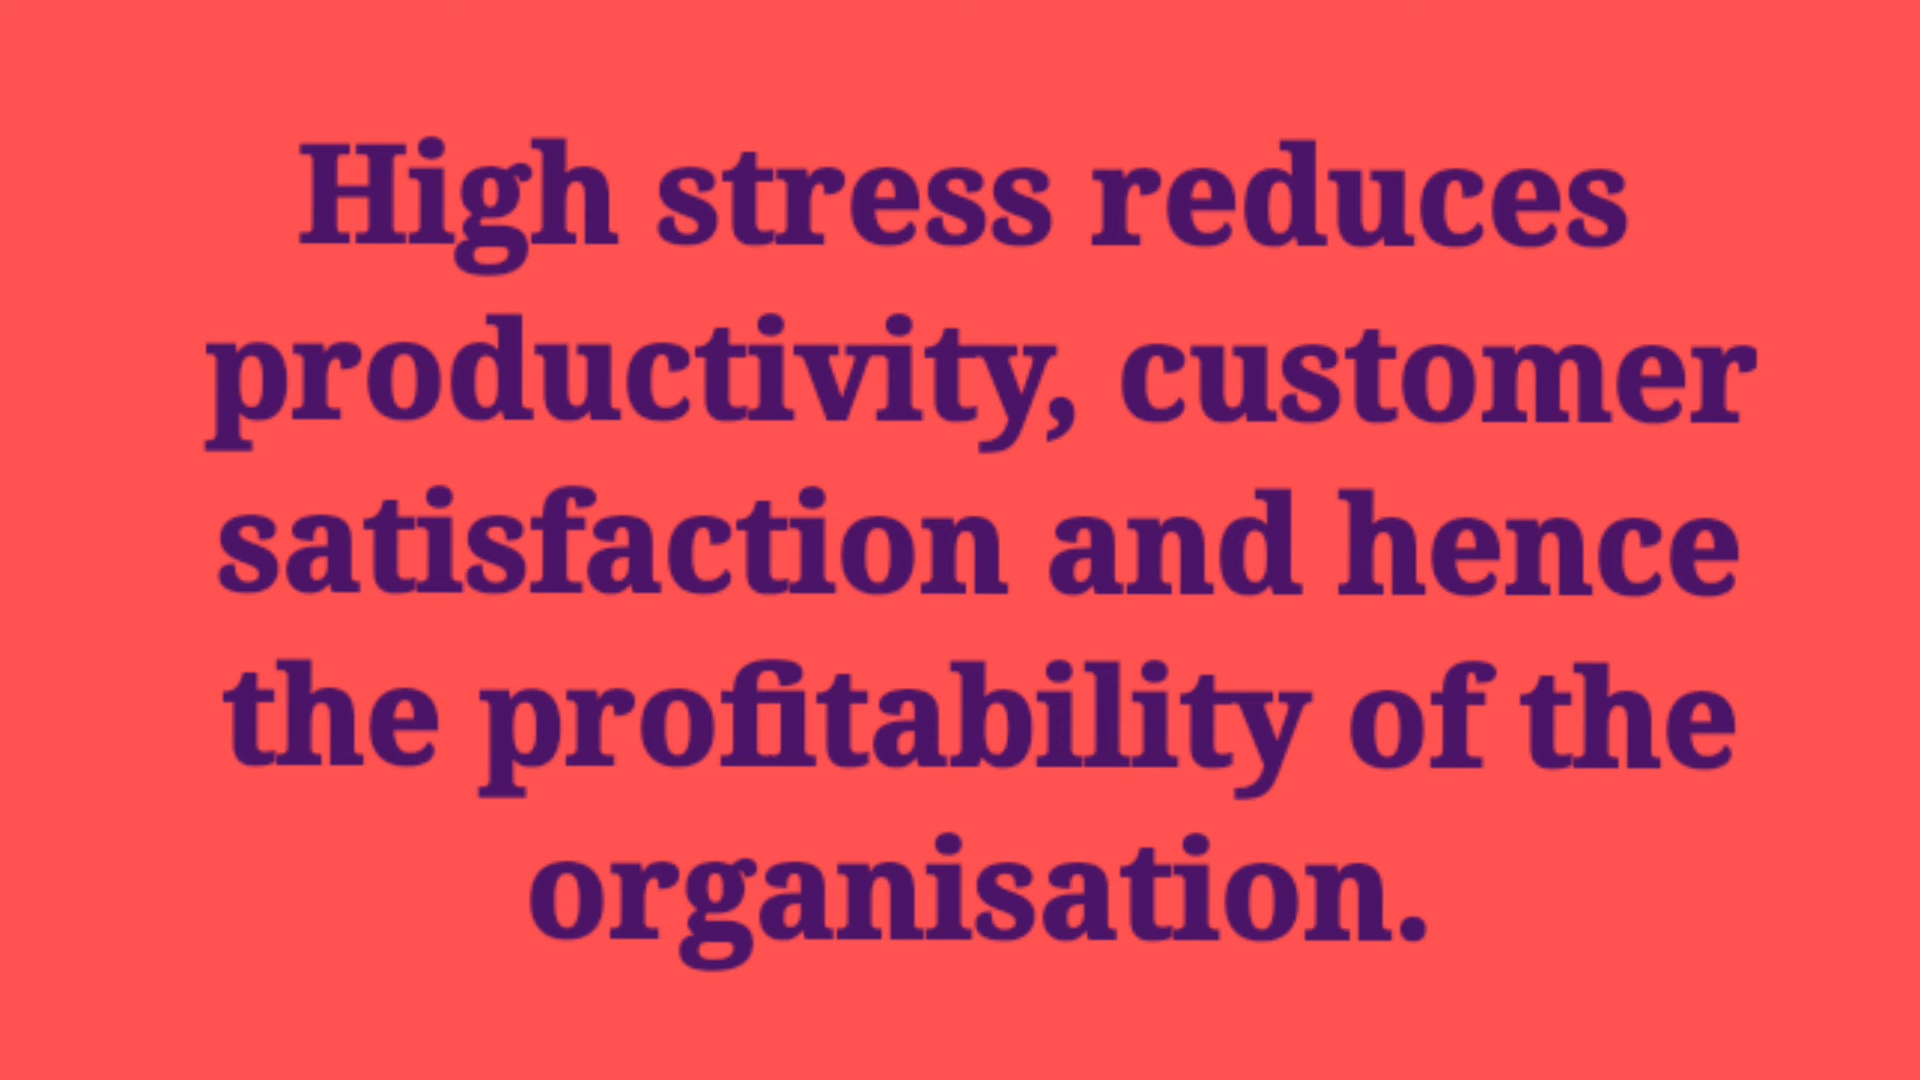 High stress reduces
productivity, customer
satisfaction and hence
the profitability of the
organisation.